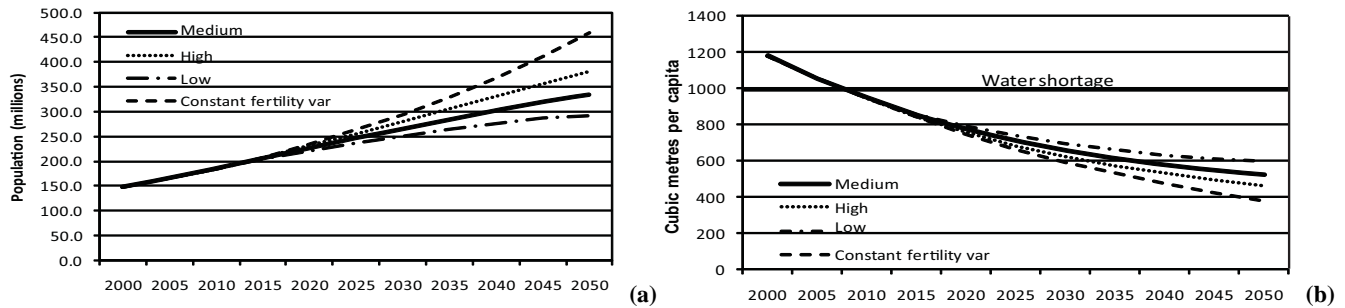 500.0
450.0
400.0
350.0
300.0
250.0
200.0
150.0
100.0
50.0
0.0
Population (millions)
Medium
High
Low
Constant fertility var
2000 2005 2010 2015 2020 2025 2030 2035 2040 2045 2050
(a)
1400
1200
1000
800
600
400
200
0
Cubic metres per capita
Water shortage
Medium
High
Low
Constant fertility var
2000 2005 2010 2015 2020 2025 2030 2035 2040 2045 2050
(b)